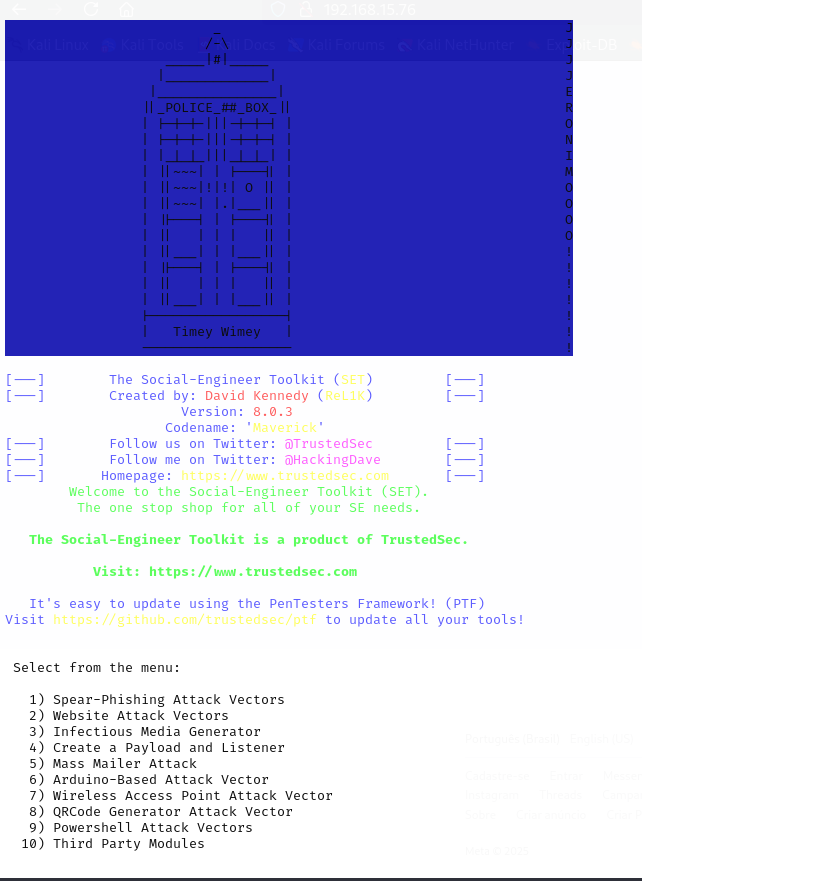 192.168.15.76
Kali Linux Kali Tools Kali Docs Kali Forums Kali NetHunter Exploit-DB
J
J
J
J
E
R
O
N
I
M
O
O
O
O
!
!
!
!
!
!
!
_POLICE_##_BOX_
Timey Wimey
[---] The Social-Engineer Toolkit (SET) [---]
[---] Created by: David Kennedy (ReL1K) [---]
Version: 8.0.3
Codename: 'Maverick'
[---] Follow us on Twitter: @TrustedSec [---]
[---] Follow me on Twitter: @HackingDave [---]
[---] Homepage: https://www.trustedsec.com [---]
Welcome to the Social-Engineer Toolkit (SET).
The one stop shop for all of your SE needs.
The Social-Engineer Toolkit is a product of TrustedSec.
Visit: https://www.trustedsec.com
It's easy to update using the PenTesters Framework! (PTF)
Visit https://github.com/trustedsec/ptf to update all your tools!
Select from the menu:
1) Spear-Phishing Attack Vectors
2) Website Attack Vectors
3) Infectious Media Generator
4) Create a Payload and Listener
5) Mass Mailer Attack
6) Arduino-Based Attack Vector
7) Wireless Access Point Attack Vector
8) QRCode Generator Attack Vector
9) Powershell Attack Vectors
10) Third Party Modules